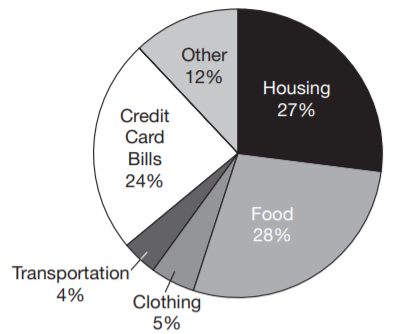 Other
12%
Housing
27%
Credit
Card
Bills
24%
Food
28%
Transportation
4%
Clothing
5%